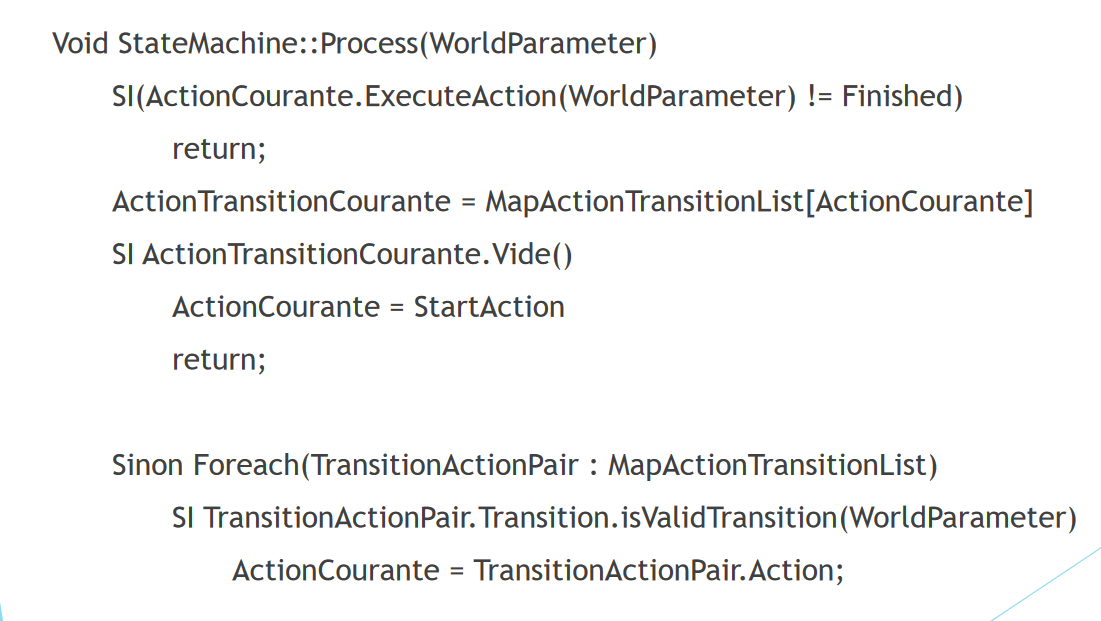 Void StateMachine::Process(WorldParameter)
SI(ActionCourante.ExecuteAction(WorldParameter) != Finished)
return;
ActionTransitionCourante = MapActionTransitionList[ActionCourante]
SI ActionTransitionCourante.Vide()
ActionCourante = StartAction
return;
Sinon Foreach(TransitionActionPair : MapActionTransitionList)
SI TransitionActionPair.Transition.isValidTransition(WorldParameter)
ActionCourante = TransitionActionPair.Action;